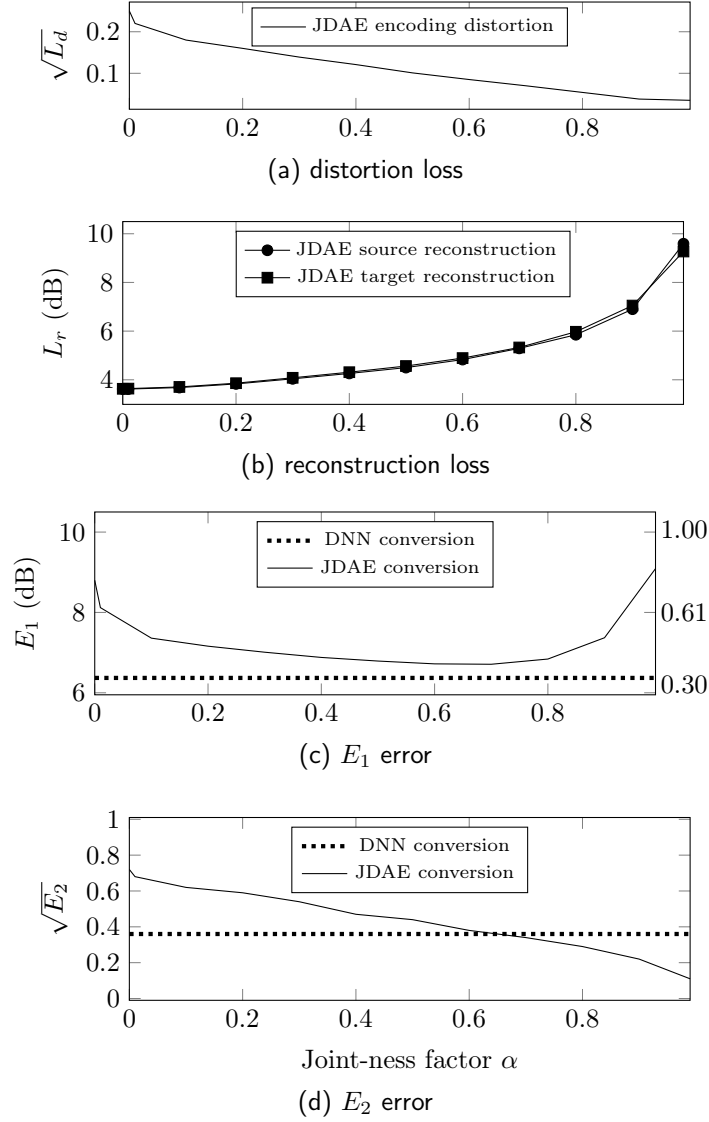 0.2
0.1
√L_d
JDAE encoding distortion
0 0.2 0.4 0.6 0.8
(a) distortion loss
10
8
6
4
L_r (dB)
JDAE source reconstruction
JDAE target reconstruction
0 0.2 0.4 0.6 0.8
(b) reconstruction loss
10
8
6
E_1 (dB)
DNN conversion
JDAE conversion
1.00
0.61
0.30
0 0.2 0.4 0.6 0.8
(c) E_1 error
1
0.8
0.6
0.4
0.2
0
√E_2
DNN conversion
JDAE conversion
0 0.2 0.4 0.6 0.8
Joint-ness factor α
(d) E_2 error